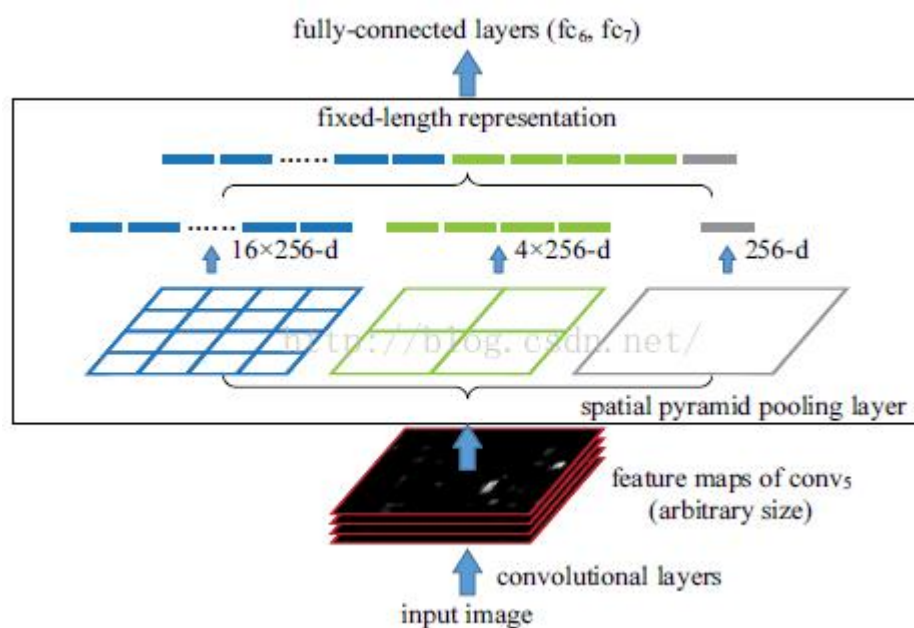 fully-connected layers (fc₆, fc₇)
fixed-length representation
16×256-d
4×256-d
256-d
http://blog.csdn.net/
spatial pyramid pooling layer
feature maps of conv₅
(arbitrary size)
convolutional layers
input image